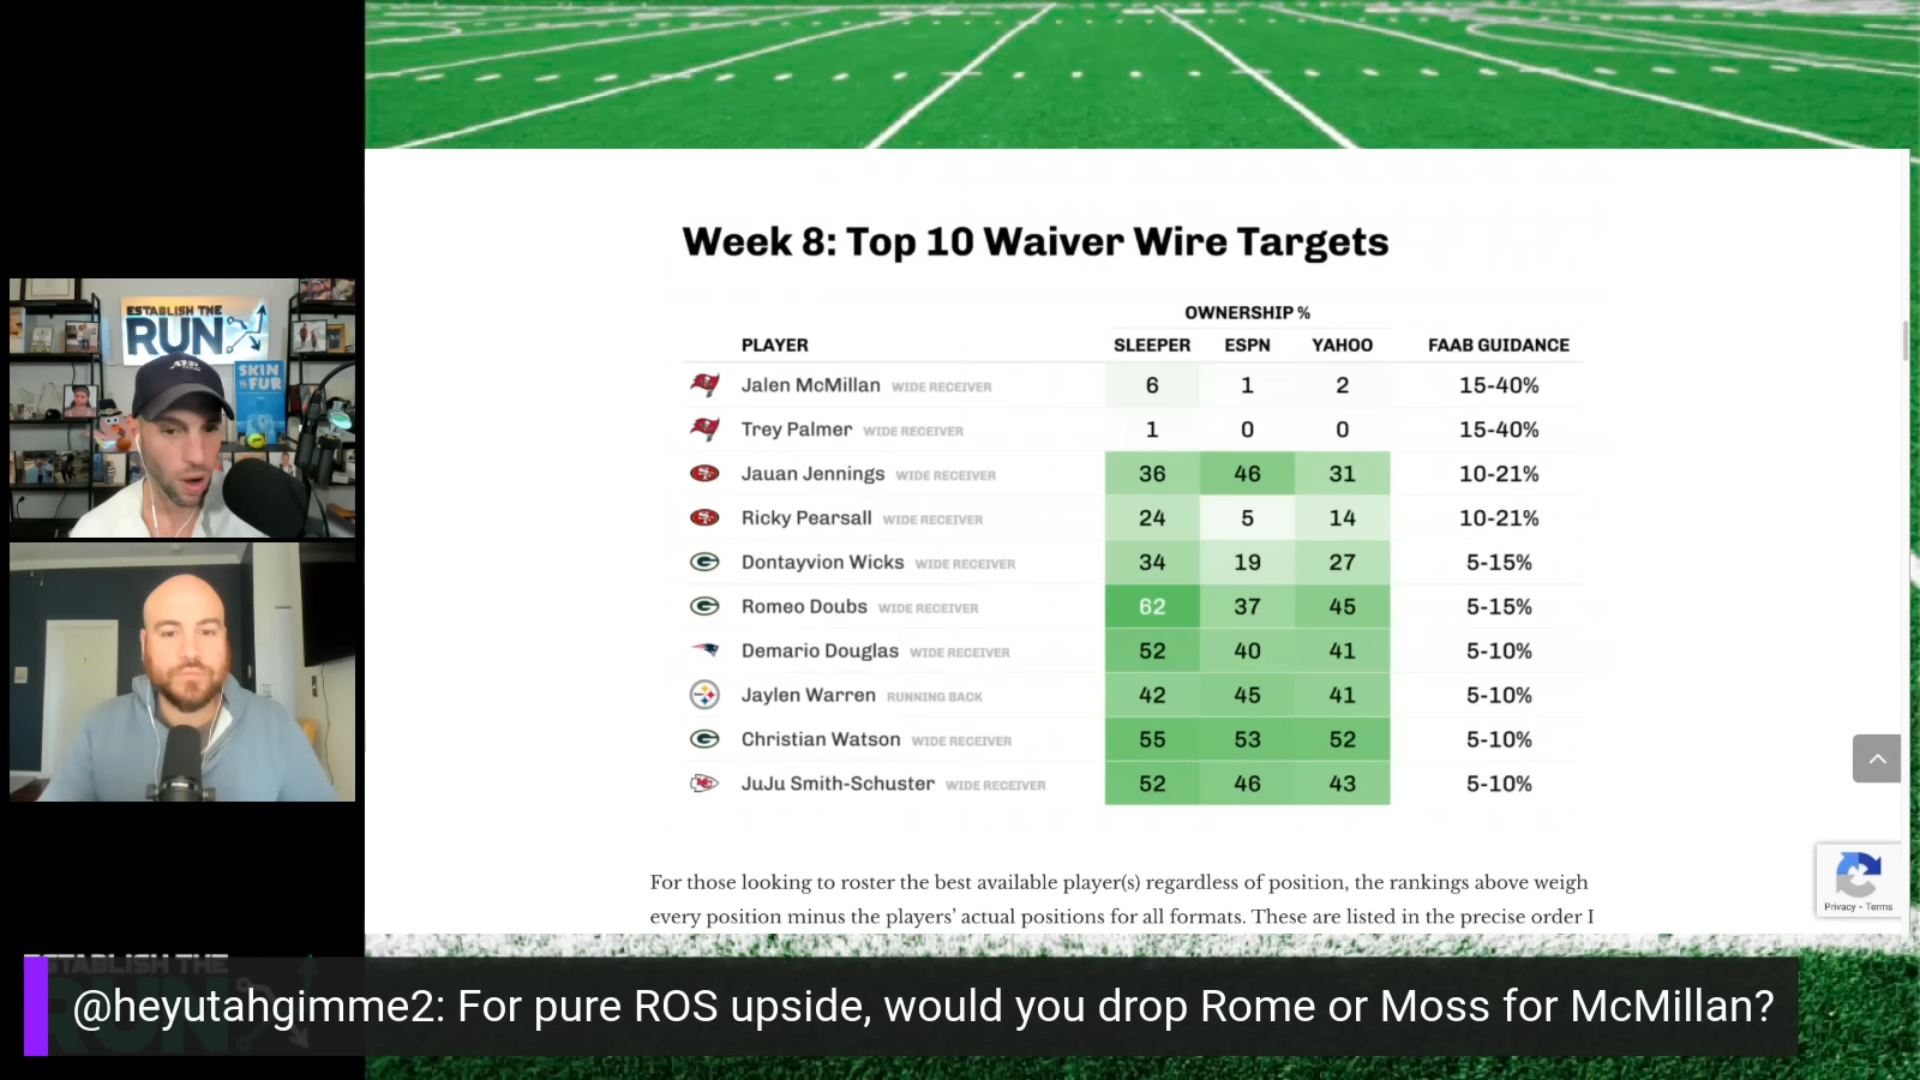 Week 8: Top 10 Waiver Wire Targets
OWNERSHIP %
PLAYER SLEEPER ESPN YAHOO FAAB GUIDANCE
Jalen McMillan WIDE RECEIVER 6 1 2 15-40%
Trey Palmer WIDE RECEIVER 1 0 0 15-40%
Jauan Jennings WIDE RECEIVER 36 46 31 10-21%
Ricky Pearsall WIDE RECEIVER 24 5 14 10-21%
Dontayvion Wicks WIDE RECEIVER 34 19 27 5-15%
Romeo Doubs WIDE RECEIVER 62 37 45 5-15%
Demario Douglas WIDE RECEIVER 52 40 41 5-10%
Jaylen Warren RUNNING BACK 42 45 41 5-10%
Christian Watson WIDE RECEIVER 55 53 52 5-10%
JuJu Smith-Schuster WIDE RECEIVER 52 46 43 5-10%
For those looking to roster the best available player(s) regardless of position, the rankings above weigh
every position minus the players’ actual positions for all formats. These are listed in the precise order I
Privacy - Terms
ESTABLISH THE
RUN
SKIN
FUR
ESTABLISH THE
RUN
@heyutahgimme2: For pure ROS upside, would you drop Rome or Moss for McMillan?